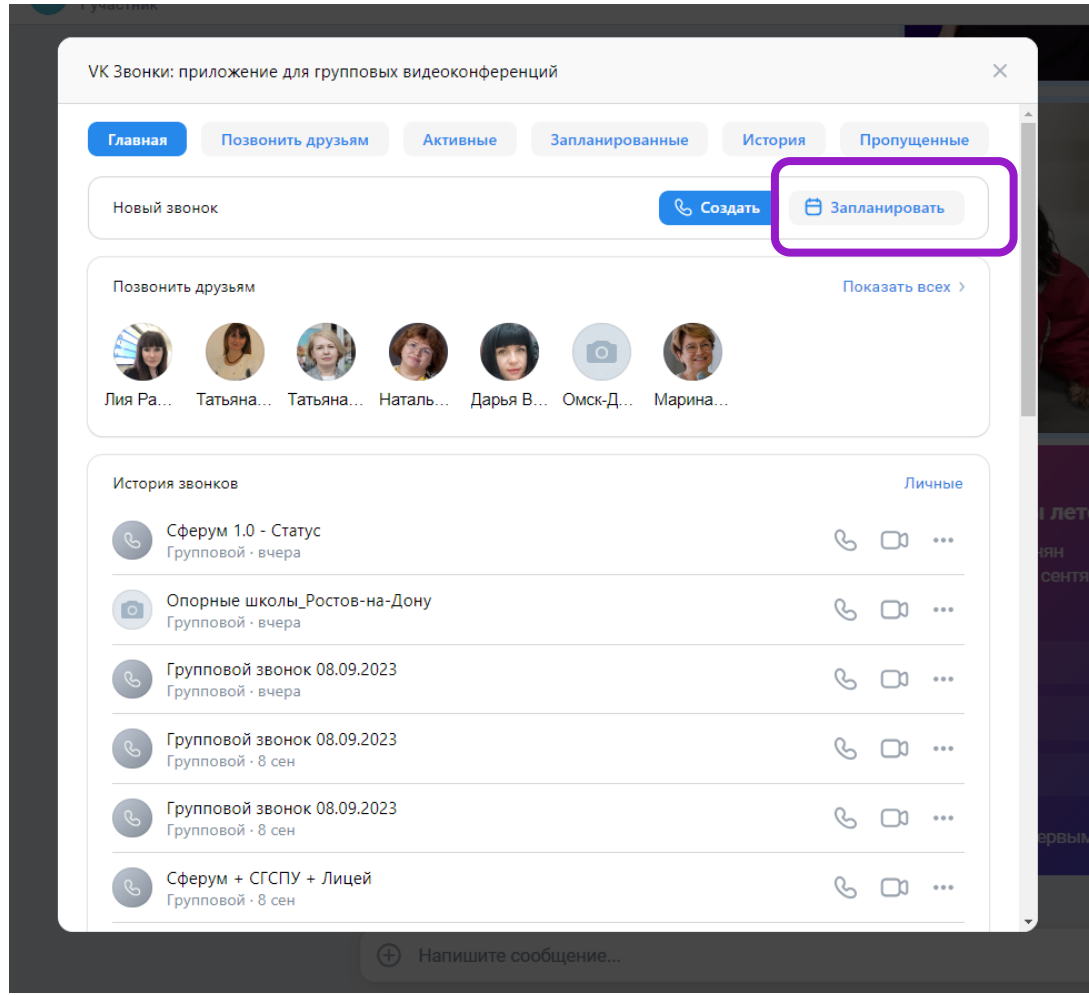 1 участник
VK Звонки: приложение для групповых видеоконференций
Главная Позвонить друзьям Активные Запланированные История Пропущенные
Новый звонок Создать Запланировать
Позвонить друзьям Показать всех
Лия Ра... Татьяна... Татьяна... Наталь... Дарья В... Омск-Д... Марина...
История звонков Личные
Сферум 1.0 - Статус
Групповой · вчера
Опорные школы_Ростов-на-Дону
Групповой · вчера
Групповой звонок 08.09.2023
Групповой · вчера
Групповой звонок 08.09.2023
Групповой · 8 сен
Групповой звонок 08.09.2023
Групповой · 8 сен
Сферум + СГСПУ + Лицей
Групповой · 8 сен
Напишите сообщение...